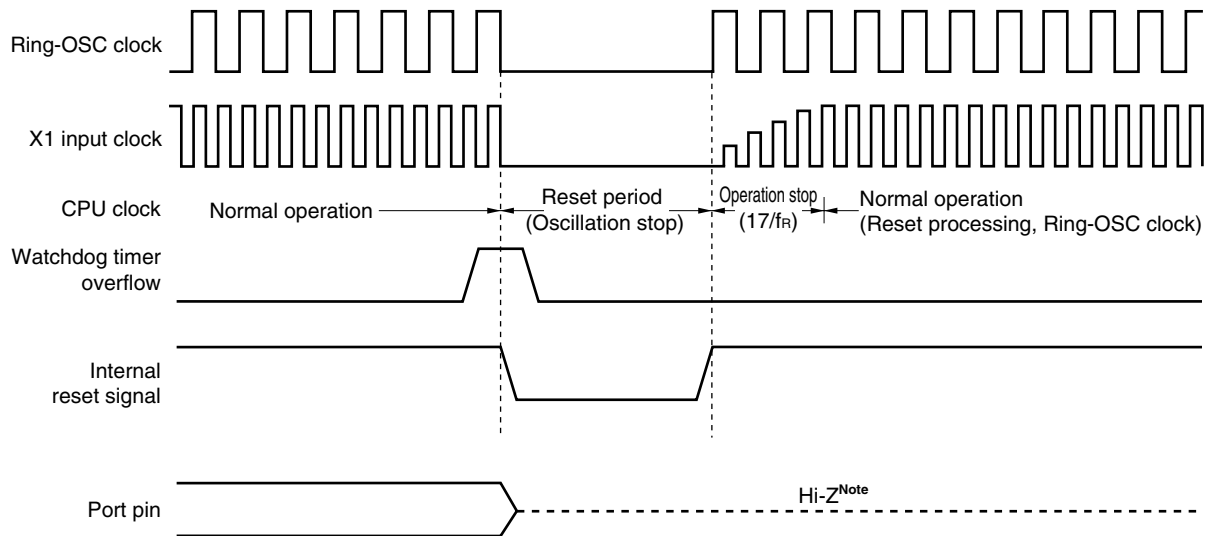 Ring-OSC clock
X1 input clock
CPU clock
Normal operation
Reset period
(Oscillation stop)
Operation stop
(17/fR)
Normal operation
(Reset processing, Ring-OSC clock)
Watchdog timer
overflow
Internal
reset signal
Port pin
Hi-ZNote